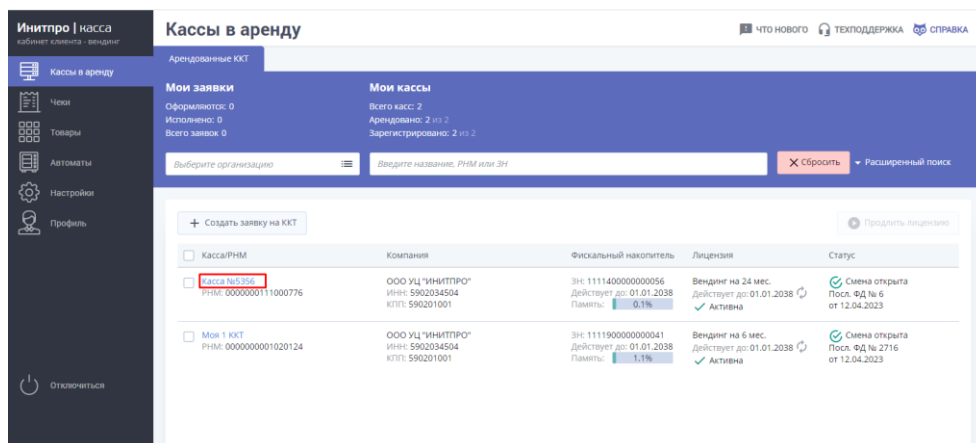 Инитпро | касса
кабинет клиента - вендинг
Кассы в аренду
ЧТО НОВОГО ТЕХПОДДЕРЖКА СПРАВКА
Кассы в аренду
Чеки
Товары
Автоматы
Настройки
Профиль
Отключиться
Арендованные ККТ
Мои заявки
Оформляются: 0
Исполнено: 0
Всего заявок 0
Мои кассы
Всего касс: 2
Арендовано: 2 из 2
Зарегистрировано: 2 из 2
Выберите организацию
Введите название, РНМ или ЗН
Сбросить
Расширенный поиск
+ Создать заявку на ККТ
Продлить лицензию
Касса/РНМ Компания Фискальный накопитель Лицензия Статус
Касса №5356
РНМ: 0000000111000776
ООО УЦ "ИНИТПРО"
ИНН: 5902034504
КПП: 590201001
ЗН: 1111400000000056
Действует до: 01.01.2038
Память: 0.1%
Вендинг на 24 мес.
Действует до: 01.01.2038
Активна
Смена открыта
Посл. ФД № 6
от 12.04.2023
Моя 1 ККТ
РНМ: 0000000001020124
ООО УЦ "ИНИТПРО"
ИНН: 5902034504
КПП: 590201001
ЗН: 1111900000000041
Действует до: 01.01.2038
Память: 1.1%
Вендинг на 6 мес.
Действует до: 01.01.2038
Активна
Смена открыта
Посл. ФД № 2716
от 12.04.2023